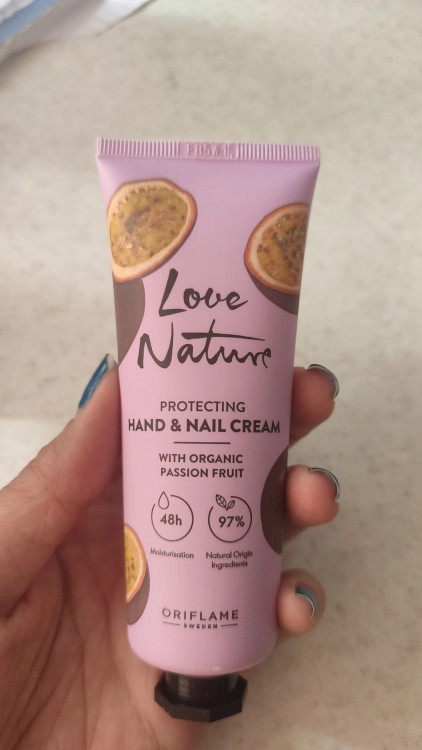 Love
Nature
PROTECTING
HAND & NAIL CREAM
WITH ORGANIC
PASSION FRUIT
48h
97%
Moisturisation
Natural Origin
Ingredients
ORIFLAME
SWEDEN